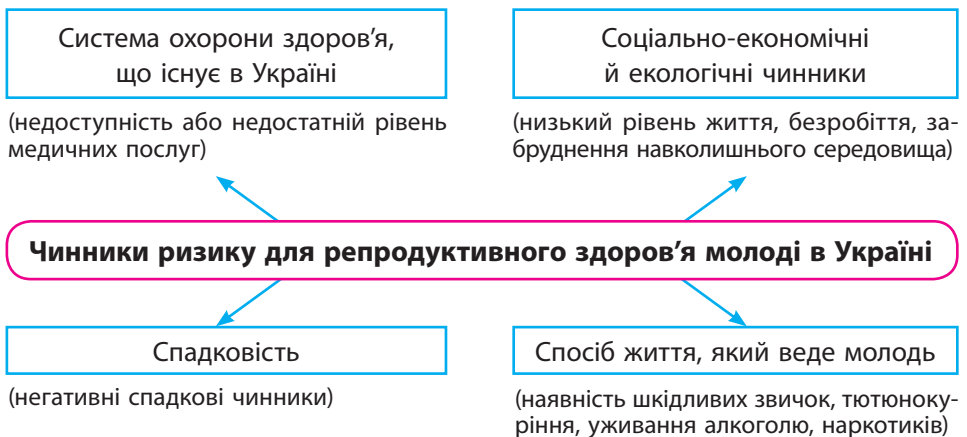 Система охорони здоров’я,
що існує в Україні
(недоступність або недостатній рівень
медичних послуг)
Соціально-економічні
й екологічні чинники
(низький рівень життя, безробіття, за-
бруднення навколишнього середовища)
Чинники ризику для репродуктивного здоров’я молоді в Україні
Спадковість
(негативні спадкові чинники)
Спосіб життя, який веде молодь
(наявність шкідливих звичок, тютюноку-
ріння, уживання алкоголю, наркотиків)